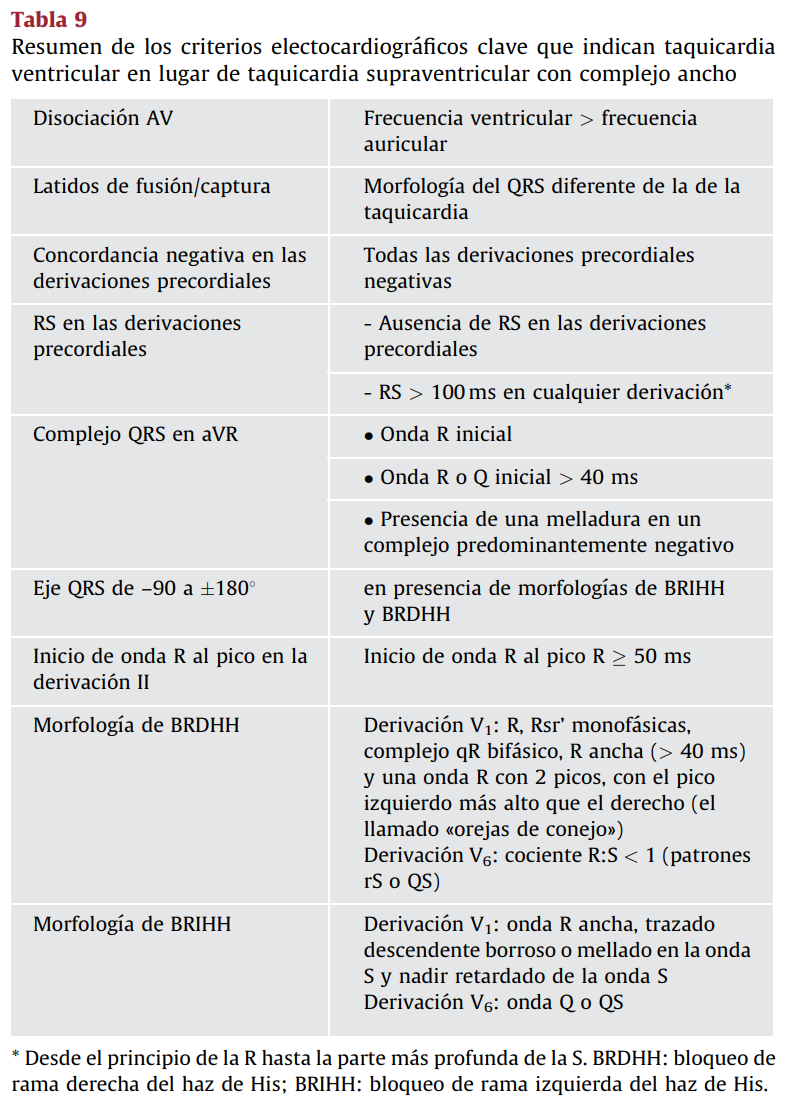 Tabla 9
Resumen de los criterios electocardiográficos clave que indican taquicardia
ventricular en lugar de taquicardia supraventricular con complejo ancho
Disociación AV
Frecuencia ventricular > frecuencia
auricular
Latidos de fusión/captura
Morfología del QRS diferente de la de la
taquicardia
Concordancia negativa en las
derivaciones precordiales
Todas las derivaciones precordiales
negativas
RS en las derivaciones
precordiales
- Ausencia de RS en las derivaciones
precordiales
- RS > 100 ms en cualquier derivación*
Complejo QRS en aVR
• Onda R inicial
• Onda R o Q inicial > 40 ms
• Presencia de una melladura en un
complejo predominantemente negativo
Eje QRS de –90 a ±180°
en presencia de morfologías de BRIHH
y BRDHH
Inicio de onda R al pico en la
derivación II
Inicio de onda R al pico R ≥ 50 ms
Morfología de BRDHH
Derivación V₁: R, Rsr’ monofásicas,
complejo qR bifásico, R ancha (> 40 ms)
y una onda R con 2 picos, con el pico
izquierdo más alto que el derecho (el
llamado «orejas de conejo»)
Derivación V₆: cociente R:S < 1 (patrones
rS o QS)
Morfología de BRIHH
Derivación V₁: onda R ancha, trazado
descendente borroso o mellado en la onda
S y nadir retardado de la onda S
Derivación V₆: onda Q o QS
* Desde el principio de la R hasta la parte más profunda de la S. BRDHH: bloqueo de
rama derecha del haz de His; BRIHH: bloqueo de rama izquierda del haz de His.